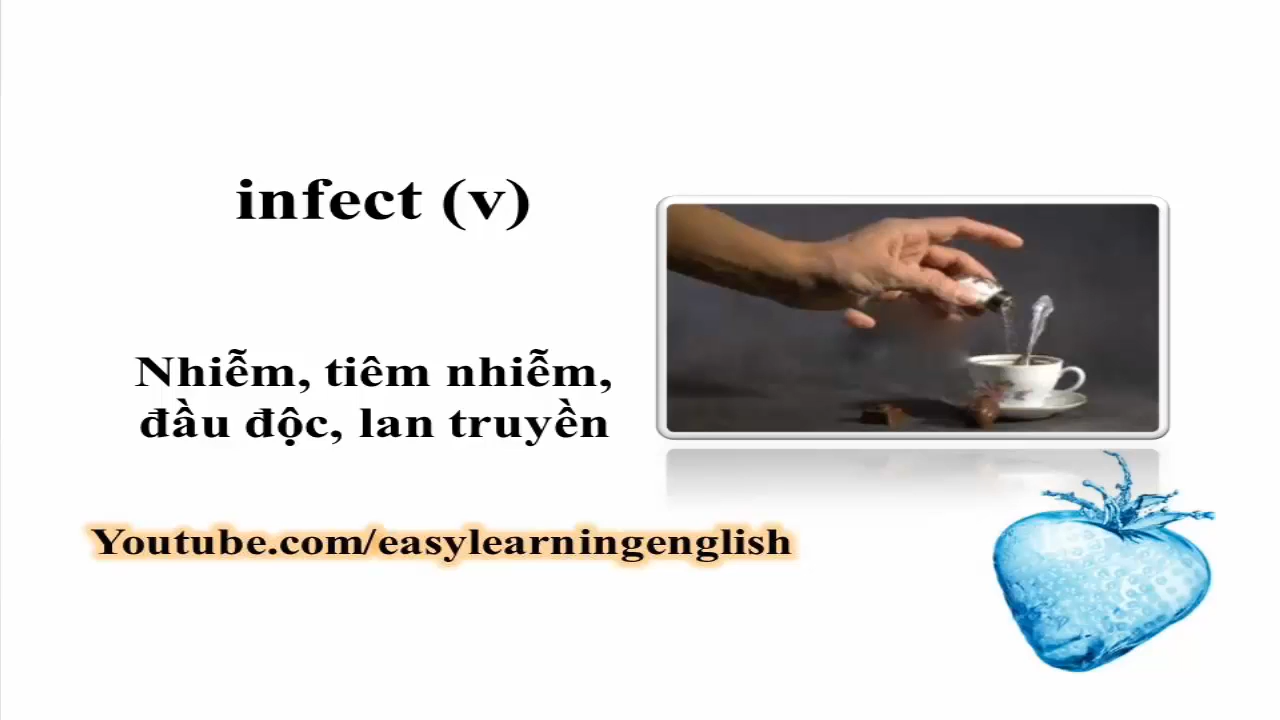 infect (v)
Nhiễm, tiêm nhiễm,
đầu độc, lan truyền
Youtube.com/easylearningenglish